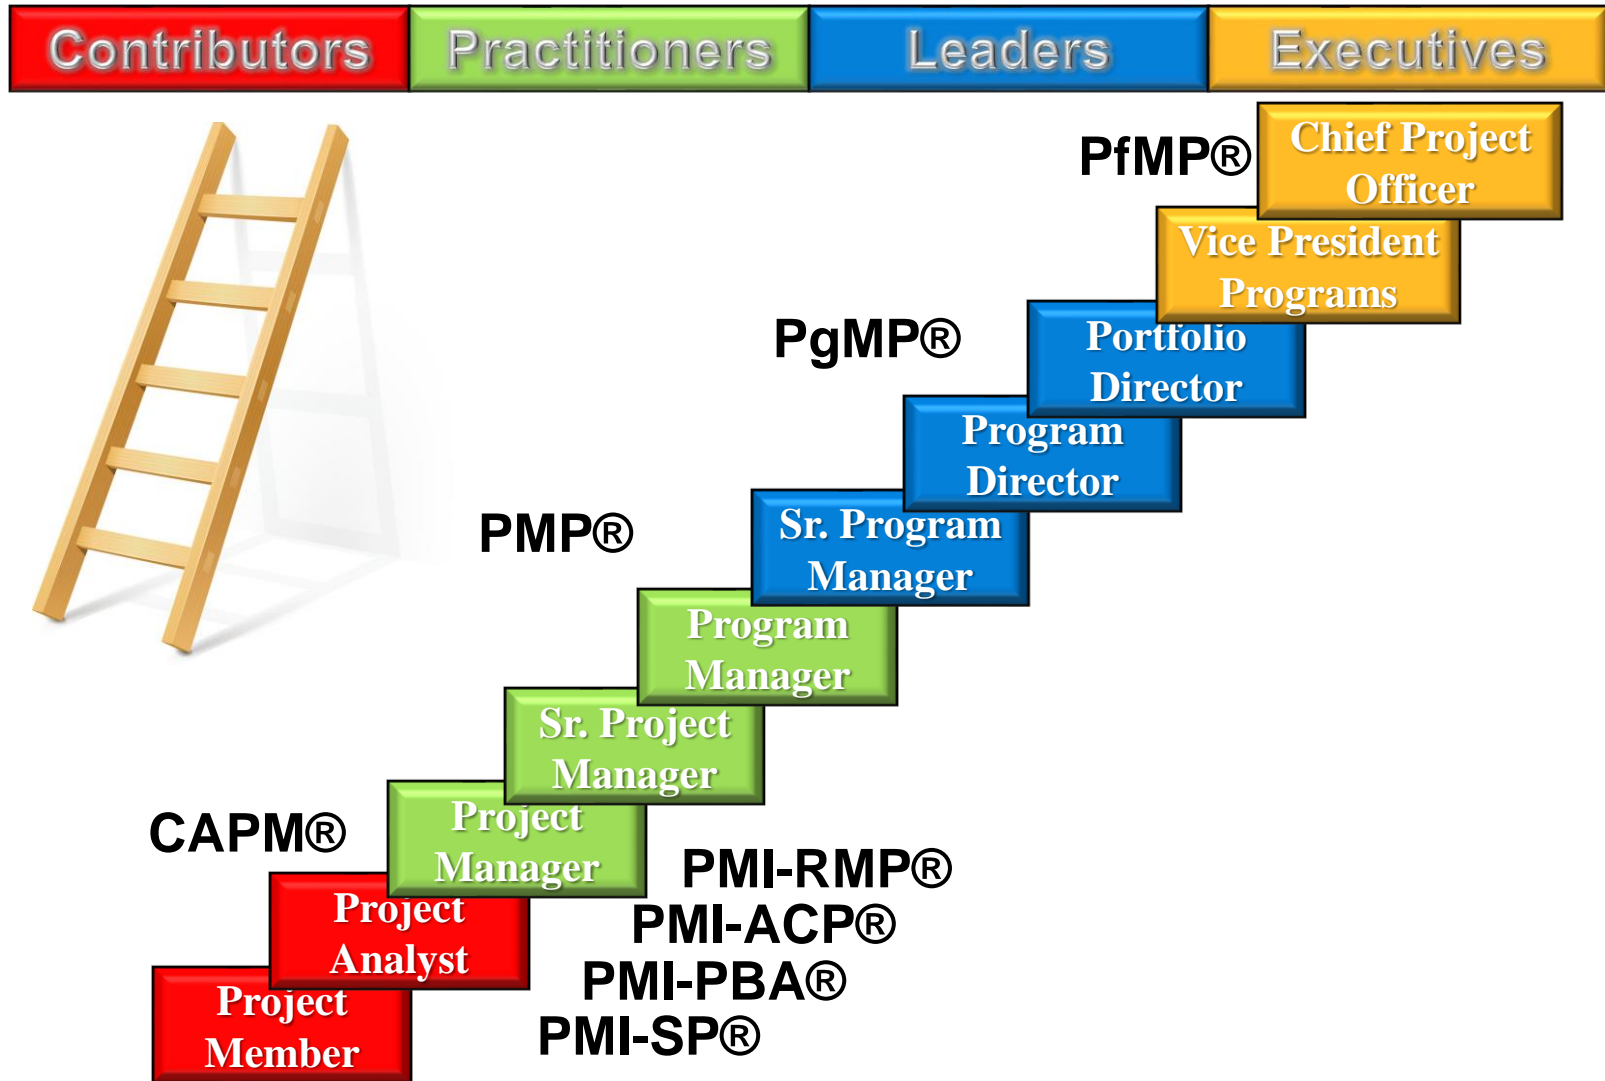 Contributors
Practitioners
Leaders
Executives
PfMP®
Chief Project
Officer
Vice President
Programs
PgMP®
Portfolio
Director
Program
Director
PMP®
Sr. Program
Manager
Program
Manager
Sr. Project
Manager
CAPM®
Project
Manager
PMI-RMP®
Project
Analyst
PMI-ACP®
PMI-PBA®
Project
Member
PMI-SP®